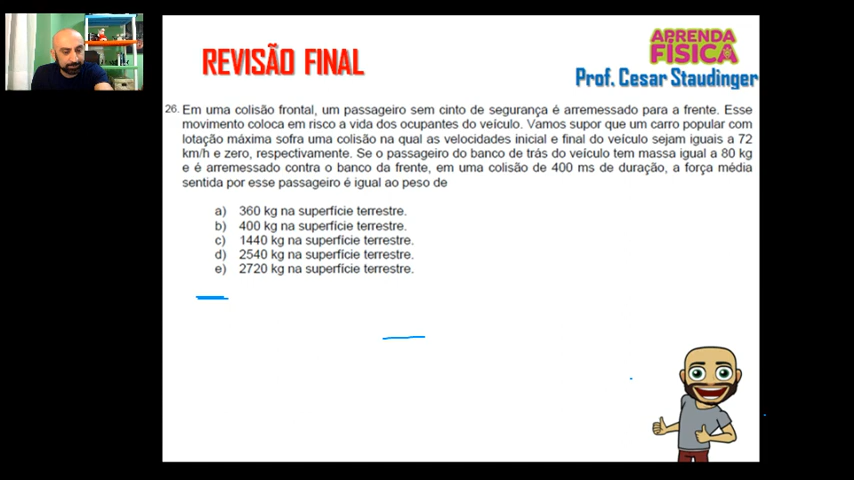 REVISÃO FINAL
APRENDA
FÍSICA
Prof. Cesar Staudinger
26. Em uma colisão frontal, um passageiro sem cinto de segurança é arremessado para a frente. Esse
movimento coloca em risco a vida dos ocupantes do veículo. Vamos supor que um carro popular com
lotação máxima sofra uma colisão na qual as velocidades inicial e final do veículo sejam iguais a 72
km/h e zero, respectivamente. Se o passageiro do banco de trás do veículo tem massa igual a 80 kg
e é arremessado contra o banco da frente, em uma colisão de 400 ms de duração, a força média
sentida por esse passageiro é igual ao peso de
a) 360 kg na superfície terrestre.
b) 400 kg na superfície terrestre.
c) 1440 kg na superfície terrestre.
d) 2540 kg na superfície terrestre.
e) 2720 kg na superfície terrestre.